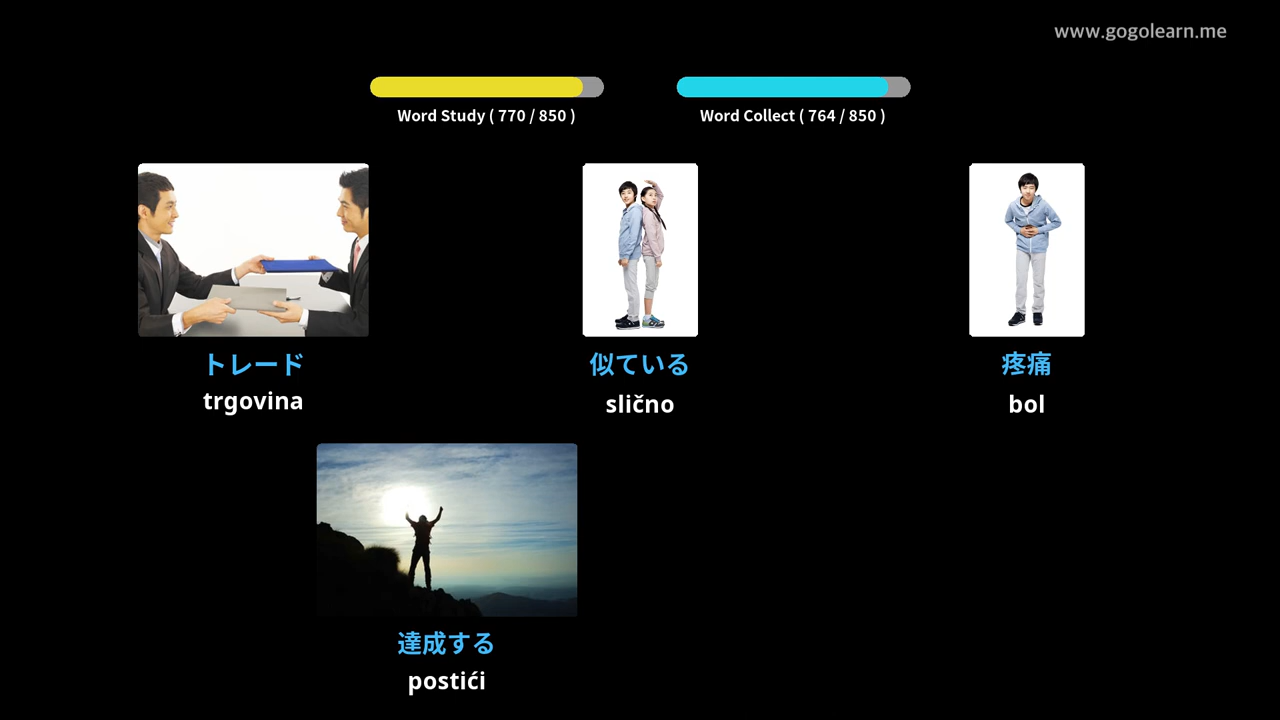 www.gogolearn.me
Word Study ( 770 / 850 )
Word Collect ( 764 / 850 )
トレード
trgovina
似ている
slično
疼痛
bol
達成する
postići